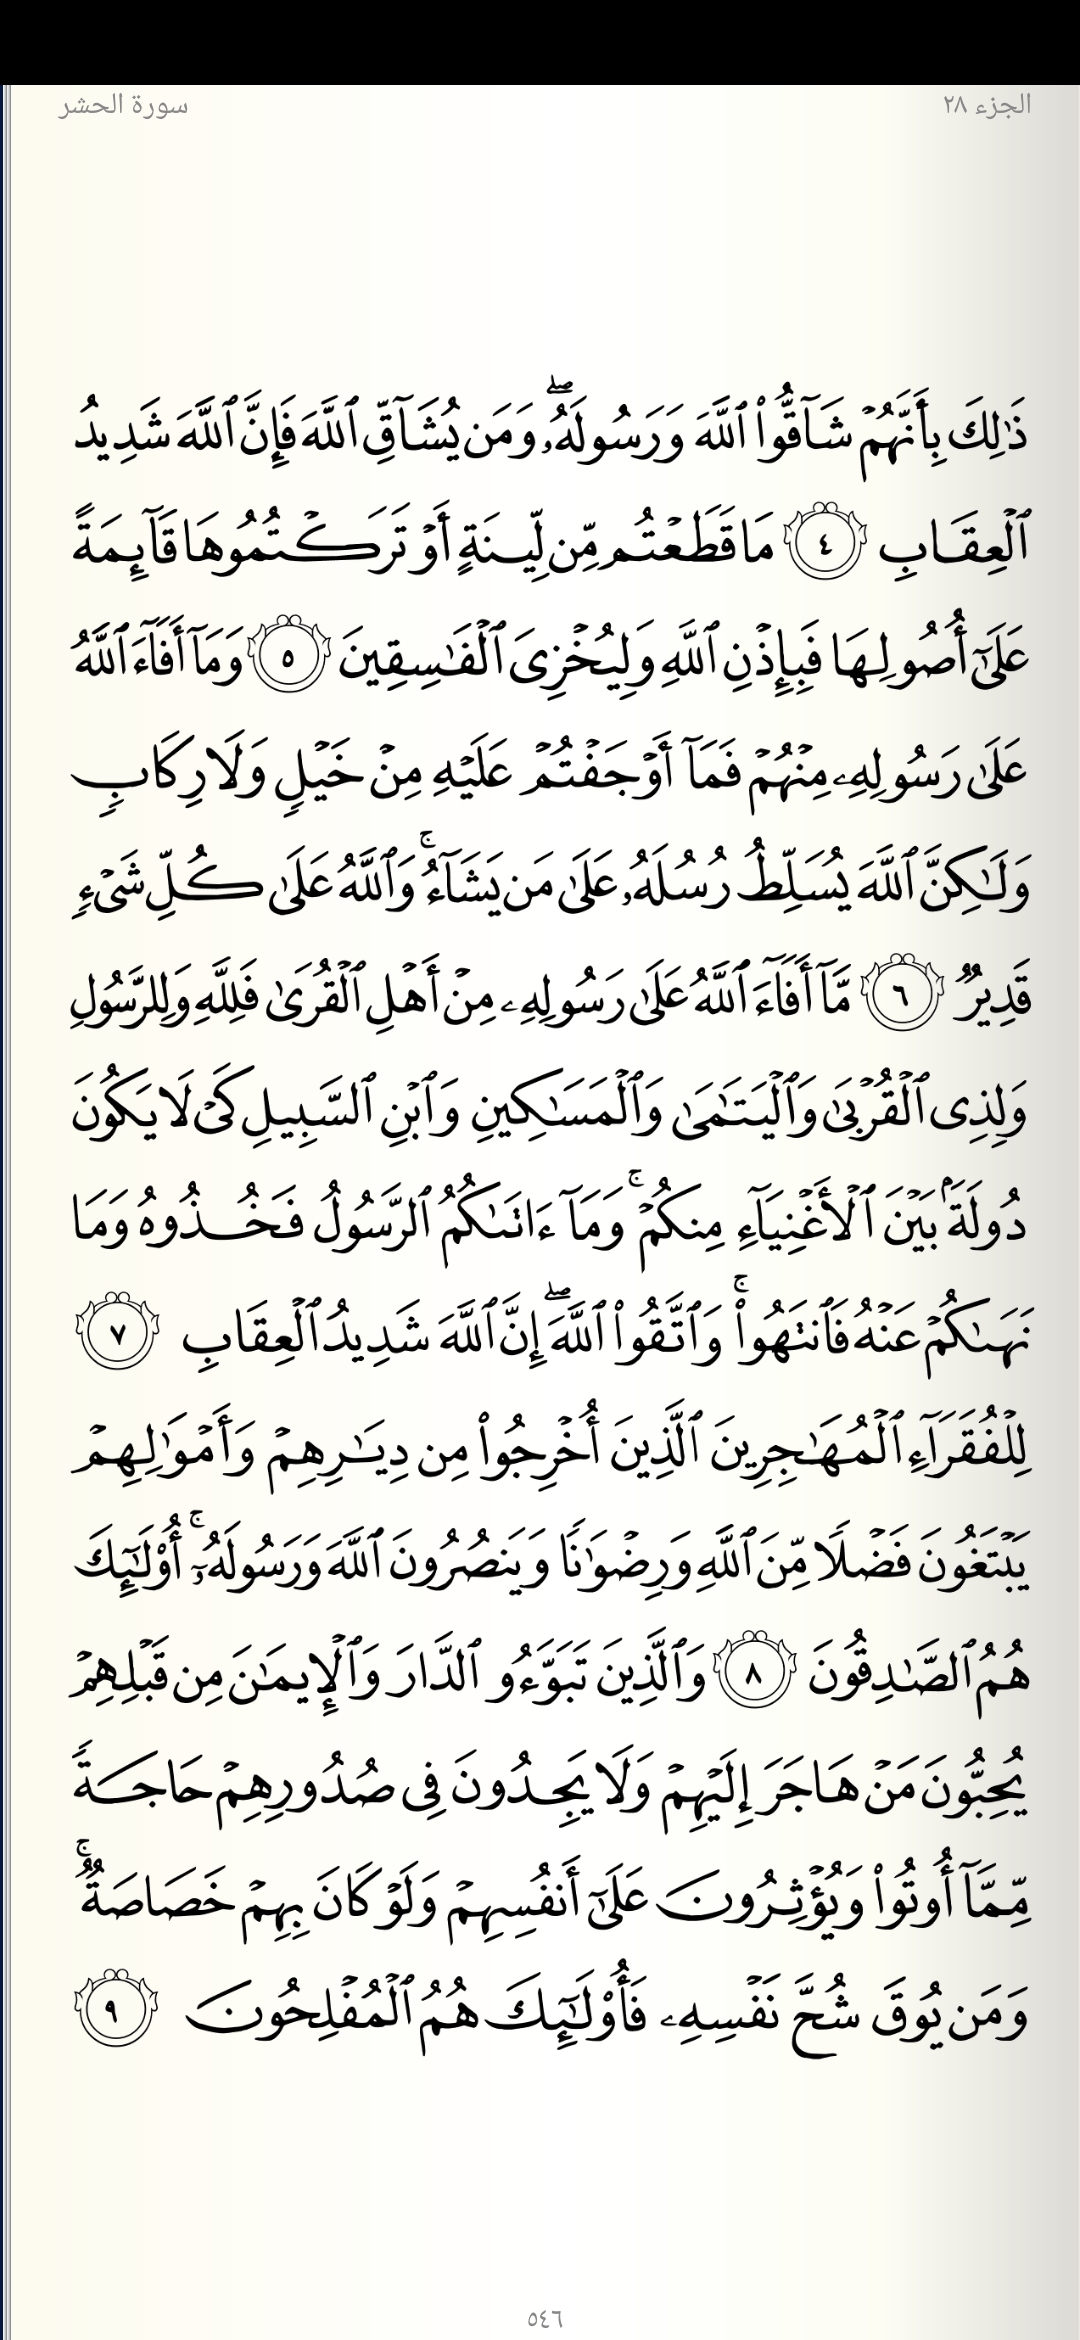 الجزء ٢٨
سورة الحشر
ذَٰلِكَ بِأَنَّهُمْ شَآقُّوا۟ ٱللَّهَ وَرَسُولَهُۥ ۖ وَمَن يُشَآقِّ ٱللَّهَ فَإِنَّ ٱللَّهَ شَدِيدُ
ٱلْعِقَابِ ٤ مَا قَطَعْتُم مِّن لِّينَةٍ أَوْ تَرَكْتُمُوهَا قَآئِمَةً
عَلَىٰٓ أُصُولِهَا فَبِإِذْنِ ٱللَّهِ وَلِيُخْزِىَ ٱلْفَـٰسِقِينَ ٥ وَمَآ أَفَآءَ ٱللَّهُ
عَلَىٰ رَسُولِهِۦ مِنْهُمْ فَمَآ أَوْجَفْتُمْ عَلَيْهِ مِنْ خَيْلٍ وَلَا رِكَابٍ
وَلَـٰكِنَّ ٱللَّهَ يُسَلِّطُ رُسُلَهُۥ عَلَىٰ مَن يَشَآءُ ۚ وَٱللَّهُ عَلَىٰ كُلِّ شَىْءٍ
قَدِيرٌ ٦ مَّآ أَفَآءَ ٱللَّهُ عَلَىٰ رَسُولِهِۦ مِنْ أَهْلِ ٱلْقُرَىٰ فَلِلَّهِ وَلِلرَّسُولِ
وَلِذِى ٱلْقُرْبَىٰ وَٱلْيَتَـٰمَىٰ وَٱلْمَسَـٰكِينِ وَٱبْنِ ٱلسَّبِيلِ كَىْ لَا يَكُونَ
دُولَةًۢ بَيْنَ ٱلْأَغْنِيَآءِ مِنكُمْ ۚ وَمَآ ءَاتَىٰكُمُ ٱلرَّسُولُ فَخُذُوهُ وَمَا
نَهَىٰكُمْ عَنْهُ فَٱنتَهُوا۟ ۚ وَٱتَّقُوا۟ ٱللَّهَ ۖ إِنَّ ٱللَّهَ شَدِيدُ ٱلْعِقَابِ ٧
لِلْفُقَرَآءِ ٱلْمُهَـٰجِرِينَ ٱلَّذِينَ أُخْرِجُوا۟ مِن دِيَـٰرِهِمْ وَأَمْوَٰلِهِمْ
يَبْتَغُونَ فَضْلًا مِّنَ ٱللَّهِ وَرِضْوَٰنًا وَيَنصُرُونَ ٱللَّهَ وَرَسُولَهُۥٓ ۚ أُو۟لَـٰٓئِكَ
هُمُ ٱلصَّـٰدِقُونَ ٨ وَٱلَّذِينَ تَبَوَّءُو ٱلدَّارَ وَٱلْإِيمَـٰنَ مِن قَبْلِهِمْ
يُحِبُّونَ مَنْ هَاجَرَ إِلَيْهِمْ وَلَا يَجِدُونَ فِى صُدُورِهِمْ حَاجَةً
مِّمَّآ أُوتُوا۟ وَيُؤْثِرُونَ عَلَىٰٓ أَنفُسِهِمْ وَلَوْ كَانَ بِهِمْ خَصَاصَةٌ ۚ
وَمَن يُوقَ شُحَّ نَفْسِهِۦ فَأُو۟لَـٰٓئِكَ هُمُ ٱلْمُفْلِحُونَ ٩
٥٤٦